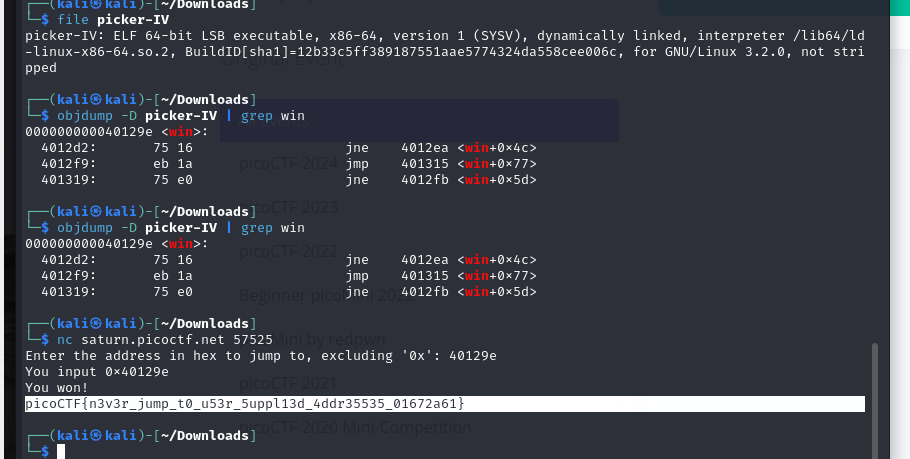 (kali㉿kali)-[~/Downloads]
$ file picker-IV
picker-IV: ELF 64-bit LSB executable, x86-64, version 1 (SYSV), dynamically linked, interpreter /lib64/ld
-linux-x86-64.so.2, BuildID[sha1]=12b33c5ff389187551aae5774324da558cee006c, for GNU/Linux 3.2.0, not stri
pped
Original Event
┌──(kali㉿kali)-[~/Downloads]
└─$ objdump -D picker-IV | grep win
000000000040129e <win>:
4012d2: 75 16 jne 4012ea <win+0×4c>
picoCTF 2024
4012f9: eb 1a jmp 401315 <win+0×77>
401319: 75 e0 jne 4012fb <win+0×5d>
picoCTF 2023
┌──(kali㉿kali)-[~/Downloads]
└─$ objdump -D picker-IV | grep win
000000000040129e <win>:
picoCTF 2022
4012d2: 75 16 jne 4012ea <win+0×4c>
4012f9: eb 1a jmp 401315 <win+0×77>
401319: 75 e0 jne 4012fb <win+0×5d>
Beginner 2022
┌──(kali㉿kali)-[~/Downloads]
└─$ nc saturn.picoctf.net 57525
Mini by redpwn
Enter the address in hex to jump to, excluding '0x': 40129e
You input 0×40129e
You won!
picoCTF 2021
picoCTF{n3v3r_jump_t0_u53r_5uppl13d_4ddr35535_01672a61}
picoCTF 2020 Mini-Competition
┌──(kali㉿kali)-[~/Downloads]
└─$